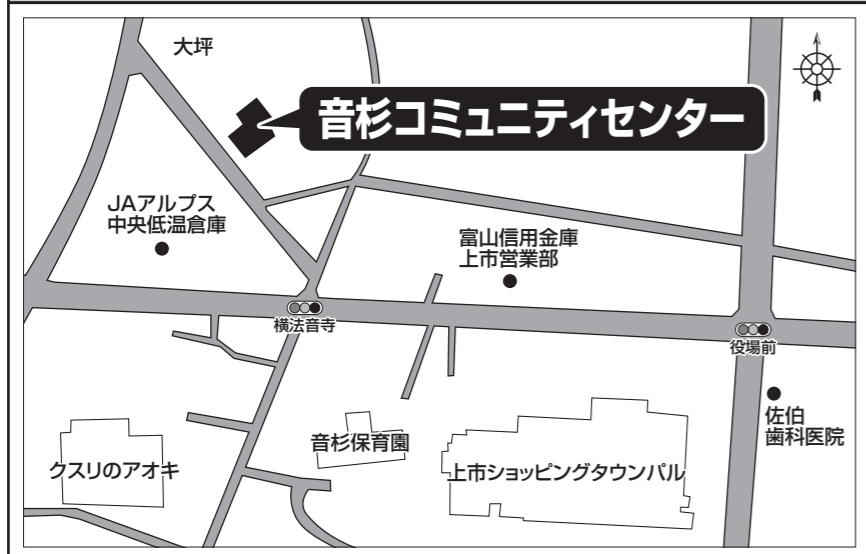 大坪
音杉コミュニティセンター
JAアルプス
中央低温倉庫
富山信用金庫
上市営業部
横法音寺
役場前
佐伯
歯科医院
音杉保育園
クスリのアオキ
上市ショッピングタウンパル